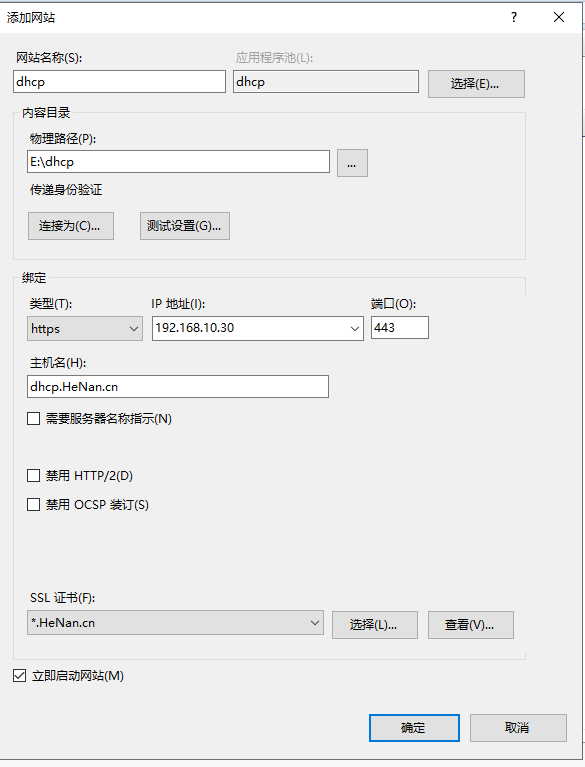 添加网站
网站名称(S): 应用程序池(L):
dhcp dhcp 选择(E)...
内容目录
物理路径(P):
E:\dhcp ...
传递身份验证
连接为(C)... 测试设置(G)...
绑定
类型(T): IP 地址(I): 端口(O):
https 192.168.10.30 443
主机名(H):
dhcp.HeNan.cn
需要服务器名称指示(N)
禁用 HTTP/2(D)
禁用 OCSP 装订(S)
SSL 证书(F):
*.HeNan.cn 选择(L)... 查看(V)...
立即启动网站(M)
确定 取消